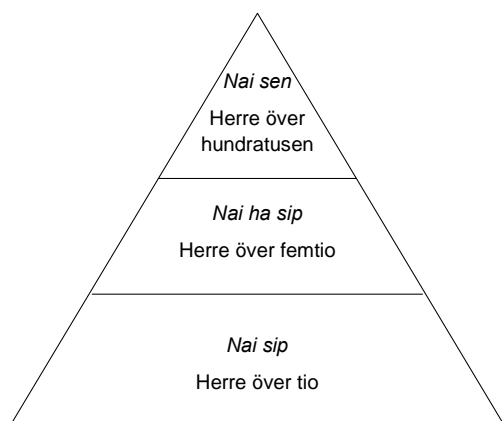 Nai sen
Herre över
hundratusen
Nai ha sip
Herre över femtio
Nai sip
Herre över tio